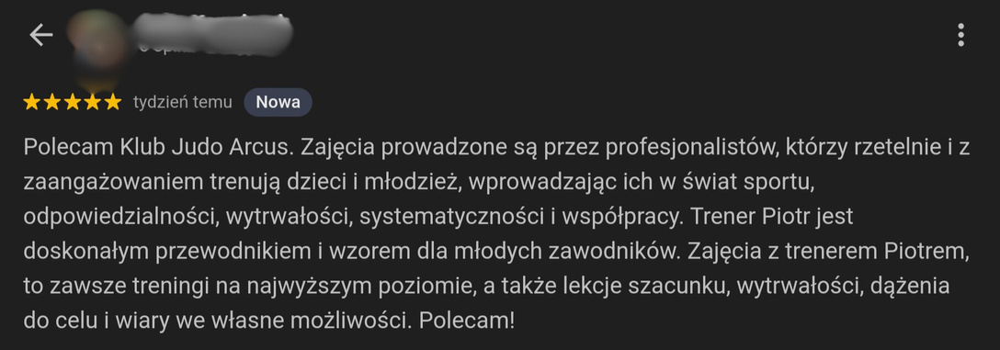 tydzień temu Nowa
Polecam Klub Judo Arcus. Zajęcia prowadzone są przez profesjonalistów, którzy rzetelnie i z
zaangażowaniem trenują dzieci i młodzież, wprowadzając ich w świat sportu,
odpowiedzialności, wytrwałości, systematyczności i współpracy. Trener Piotr jest
doskonałym przewodnikiem i wzorem dla młodych zawodników. Zajęcia z trenerem Piotrem,
to zawsze treningi na najwyższym poziomie, a także lekcje szacunku, wytrwałości, dążenia
do celu i wiary we własne możliwości. Polecam!